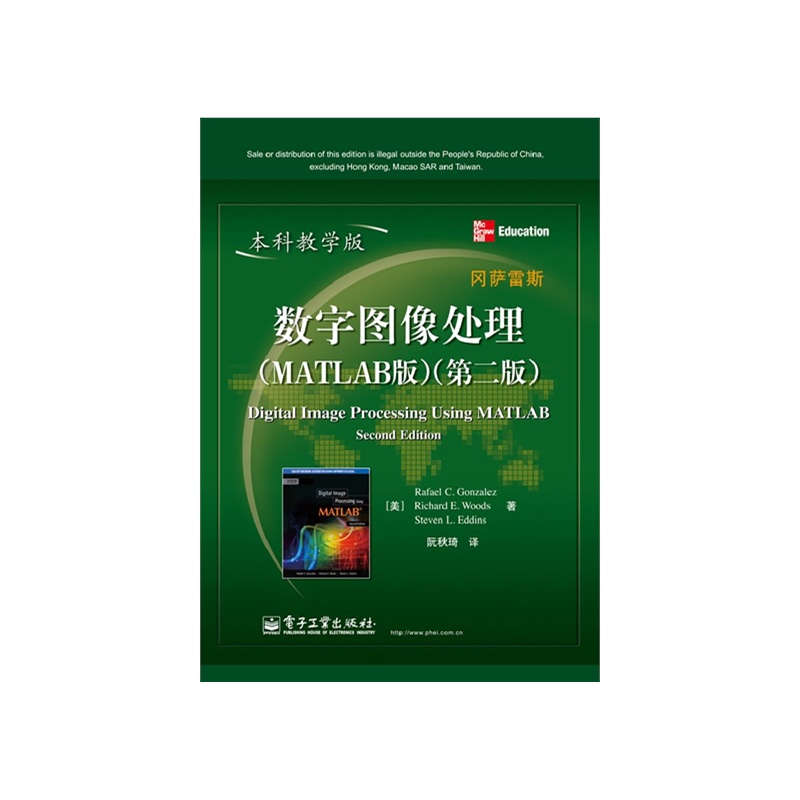 Sale or distribution of this edition is illegal outside the People's Republic of China,
excluding Hong Kong, Macao SAR and Taiwan.
Mc
Graw
Hill
Education
本科教学版
冈萨雷斯
数字图像处理
（MATLAB版）（第二版）
Digital Image Processing Using MATLAB
Second Edition
Digital Image
Processing Using
MATLAB®
Rafael C. Gonzalez
[美] Richard E. Woods 著
Steven L. Eddins
阮秋琦 译
電子工業出版社
PUBLISHING HOUSE OF ELECTRONICS INDUSTRY
http://www.phei.com.cn